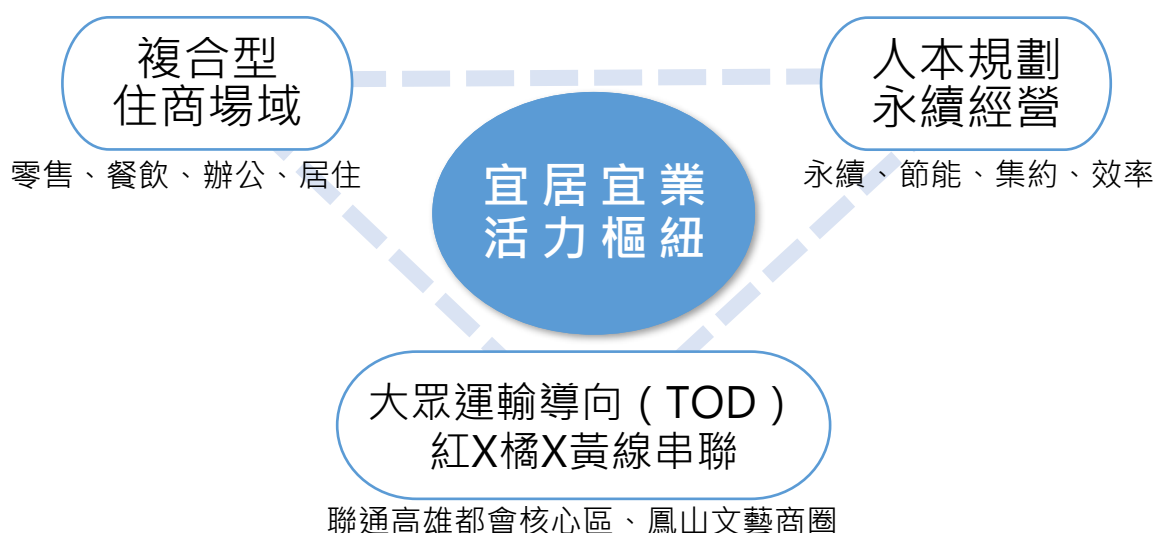 複合型
住商場域
零售、餐飲、辦公、居住
人本規劃
永續經營
永續、節能、集約、效率
宜居宜業
活力樞紐
大眾運輸導向（TOD）
紅X橘X黃線串聯
聯通高雄都會核心區、鳳山文藝商圈